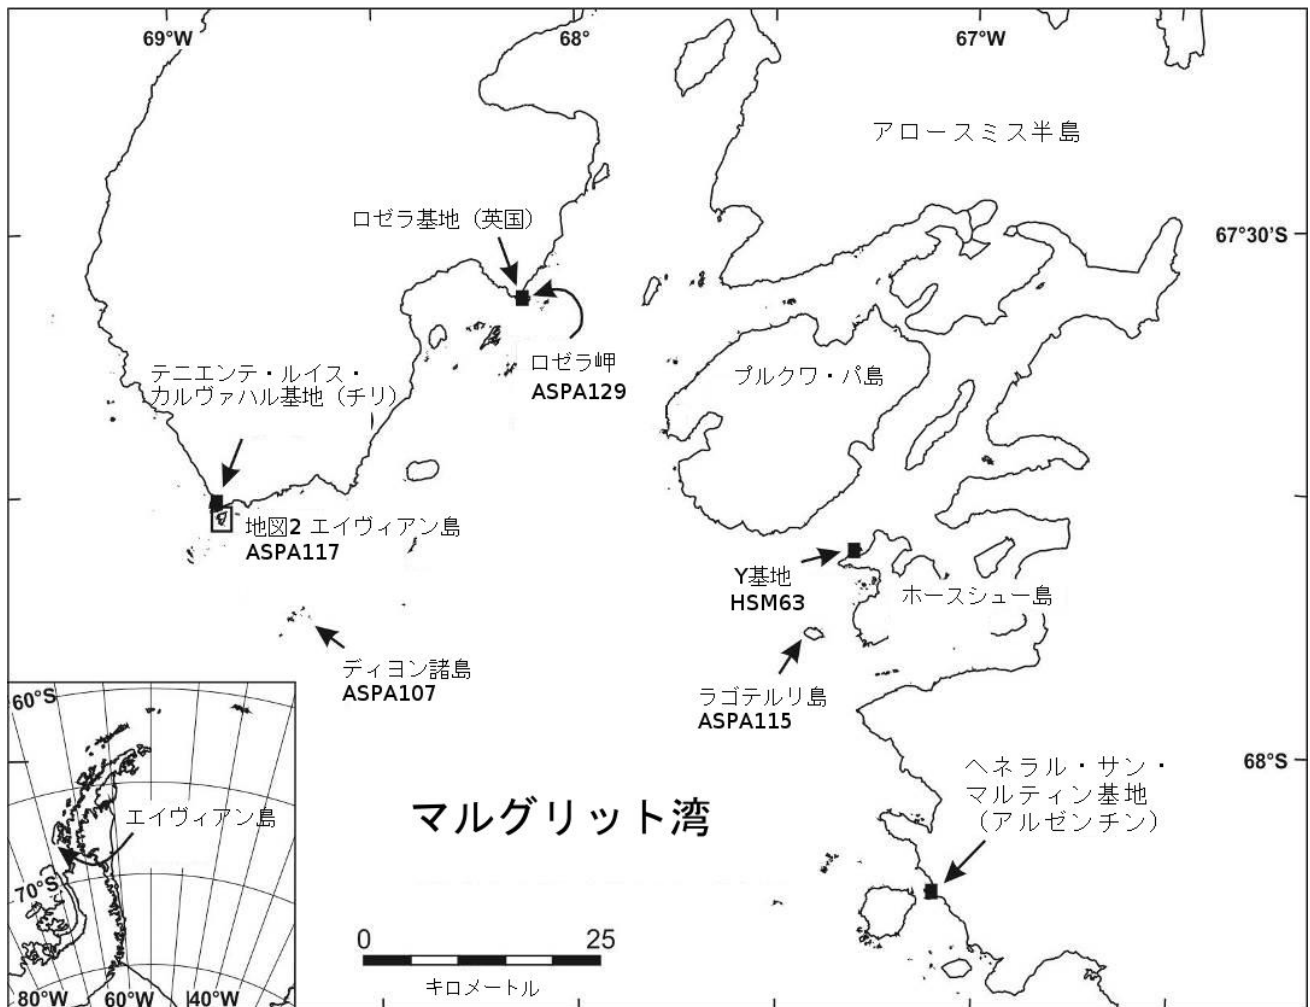 69°W
68°
67°W
アロースミス半島
ロゼラ基地（英国）
67°30'S
ロゼラ岬
ASPA129
テニエンテ・ルイス・
カルヴァハル基地（チリ）
プルクワ・パ島
地図2 エイヴィアン島
ASPA117
Y基地
HSM63
ホースシュー島
ディヨン諸島
ASPA107
ラゴテルリ島
ASPA115
68°S
ヘネラル・サン・
マルティン基地
（アルゼンチン）
マルグリット湾
0 25
キロメートル
60°S
エイヴィアン島
70°S
80°W 60°W 40°W